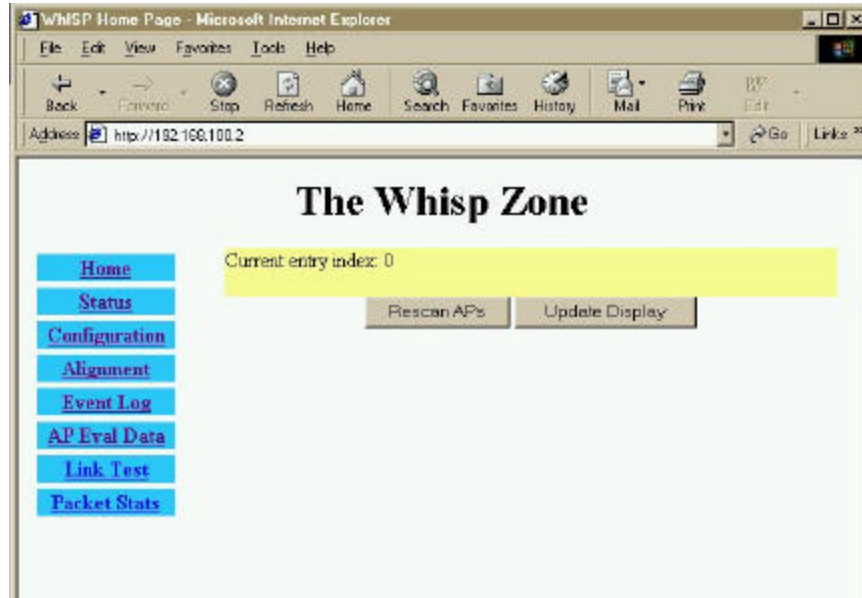 WhISP Home Page - Microsoft Internet Explorer
File Edit View Favorites Tools Help
Back Forward Stop Refresh Home Search Favorites History Mail Print Edit
Address http://192.168.100.2 Go Links »
The Whisp Zone
Home
Status
Configuration
Alignment
Event Log
AP Eval Data
Link Test
Packet Stats
Current entry index: 0
Rescan APs Update Display